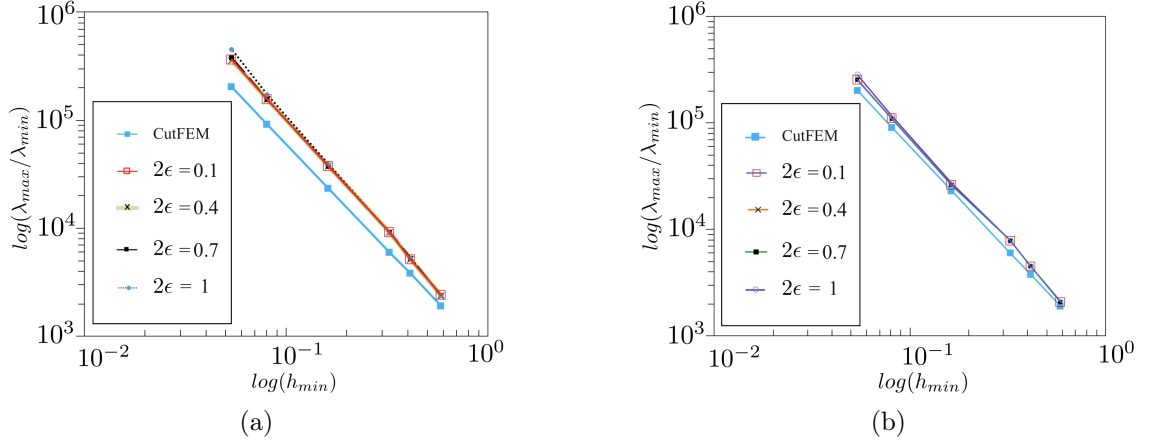 10^6
10^5
10^4
10^3
log(λ_max/λ_min)
CutFEM
2ϵ = 0.1
2ϵ = 0.4
2ϵ = 0.7
2ϵ = 1
10^-2 10^-1 10^0
log(h_min)
(a)
10^6
10^5
10^4
10^3
log(λ_max/λ_min)
CutFEM
2ϵ = 0.1
2ϵ = 0.4
2ϵ = 0.7
2ϵ = 1
10^-2 10^-1 10^0
log(h_min)
(b)